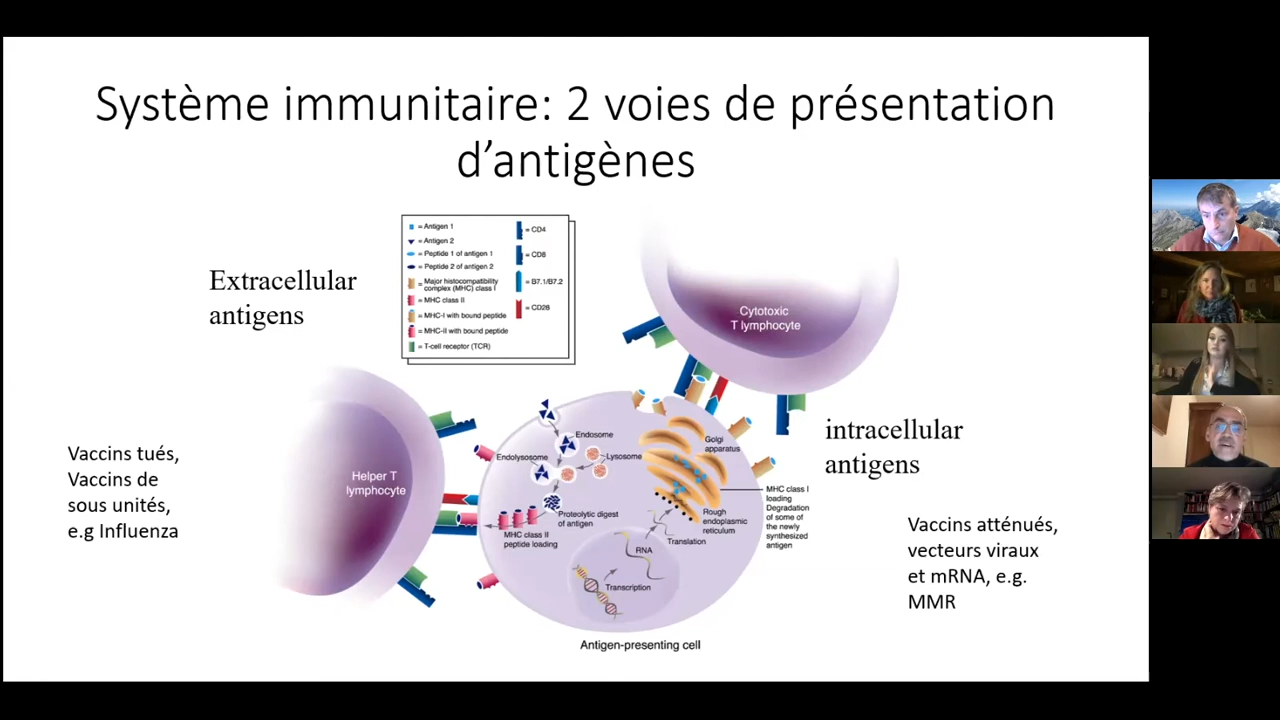 Système immunitaire: 2 voies de présentation
d’antigènes
Extracellular
antigens
= Antigen 1
= Antigen 2
= Peptide 1 of antigen 1
= Peptide 2 of antigen 2
= Major histocompatibility
complex (MHC) class I
= MHC class II
= MHC-I with bound peptide
= MHC-II with bound peptide
= T-cell receptor (TCR)
= CD4
= CD8
= B7.1/B7.2
= CD28
Cytotoxic
T lymphocyte
intracellular
antigens
Vaccins tués,
Vaccins de
sous unités,
e.g Influenza
Helper T
lymphocyte
Endosome
Endolysosome
Lysosome
Golgi
apparatus
Proteolytic digest
of antigen
MHC class II
peptide loading
Rough
endoplasmic
reticulum
Translation
RNA
Transcription
MHC class I
loading
Degradation
of some of
the newly
synthesized
antigen
Vaccins atténués,
vecteurs viraux
et mRNA, e.g.
MMR
Antigen-presenting cell